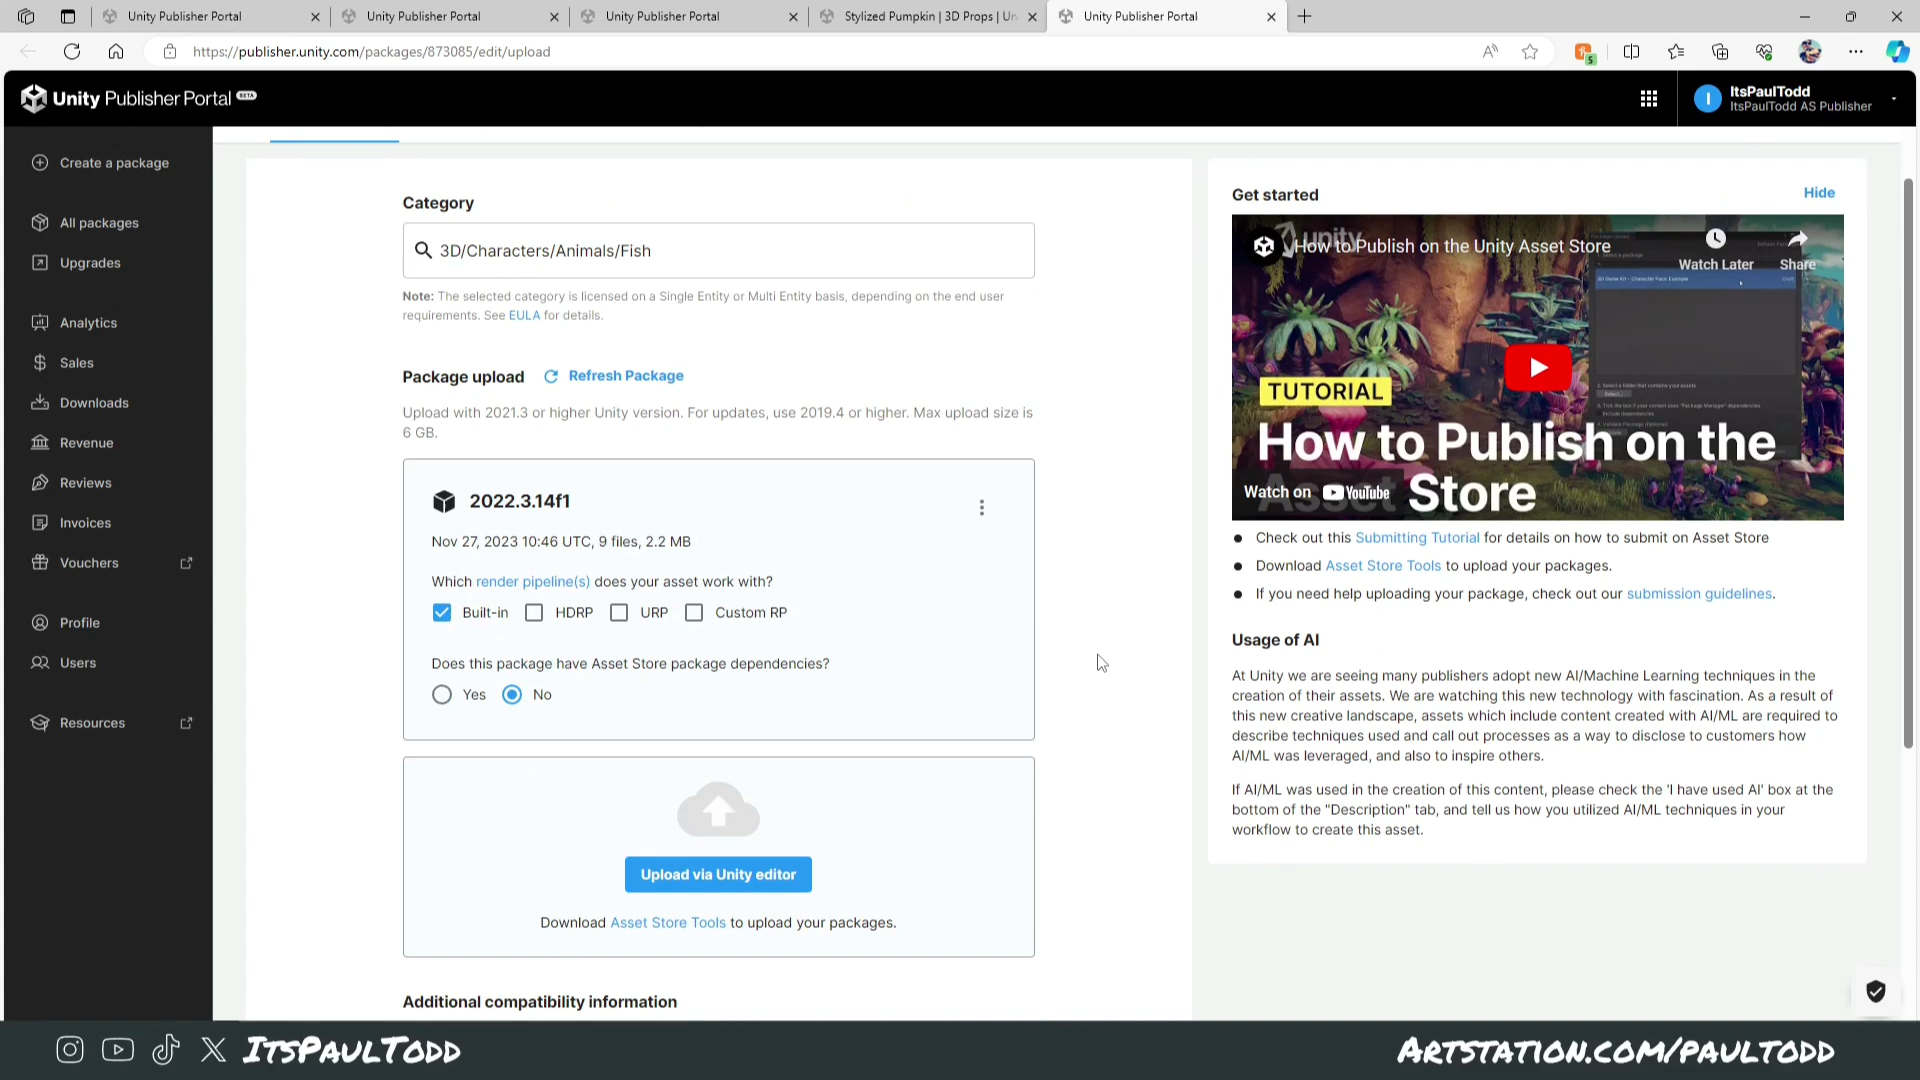 Unity Publisher Portal
Unity Publisher Portal
Unity Publisher Portal
Stylized Pumpkin | 3D Props | Un
Unity Publisher Portal
https://publisher.unity.com/packages/873085/edit/upload
5
Unity Publisher Portal BETA
I
ItsPaulTodd
ItsPaulTodd AS Publisher
Create a package
All packages
Upgrades
Analytics
Sales
Downloads
Revenue
Reviews
Invoices
Vouchers
Profile
Users
Resources
Category
3D/Characters/Animals/Fish
Note: The selected category is licensed on a Single Entity or Multi Entity basis, depending on the end user
requirements. See EULA for details.
Package upload
Refresh Package
Upload with 2021.3 or higher Unity version. For updates, use 2019.4 or higher. Max upload size is
6 GB.
2022.3.14f1
Nov 27, 2023 10:46 UTC, 9 files, 2.2 MB
Which render pipeline(s) does your asset work with?
Built-in HDRP URP Custom RP
Does this package have Asset Store package dependencies?
Yes No
Upload via Unity editor
Download Asset Store Tools to upload your packages.
Additional compatibility information
Get started
Hide
unity
How to Publish on the Unity Asset Store
Watch Later
Share
TUTORIAL
How to Publish on the
Asset Store
Watch on YouTube
Check out this Submitting Tutorial for details on how to submit on Asset Store
Download Asset Store Tools to upload your packages.
If you need help uploading your package, check out our submission guidelines.
Usage of AI
At Unity we are seeing many publishers adopt new AI/Machine Learning techniques in the
creation of their assets. We are watching this new technology with fascination. As a result of
this new creative landscape, assets which include content created with AI/ML are required to
describe techniques used and call out processes as a way to disclose to customers how
AI/ML was leveraged, and also to inspire others.
If AI/ML was used in the creation of this content, please check the 'I have used AI' box at the
bottom of the "Description" tab, and tell us how you utilized AI/ML techniques in your
workflow to create this asset.
ItsPaulTodd
Artstation.com/paultodd